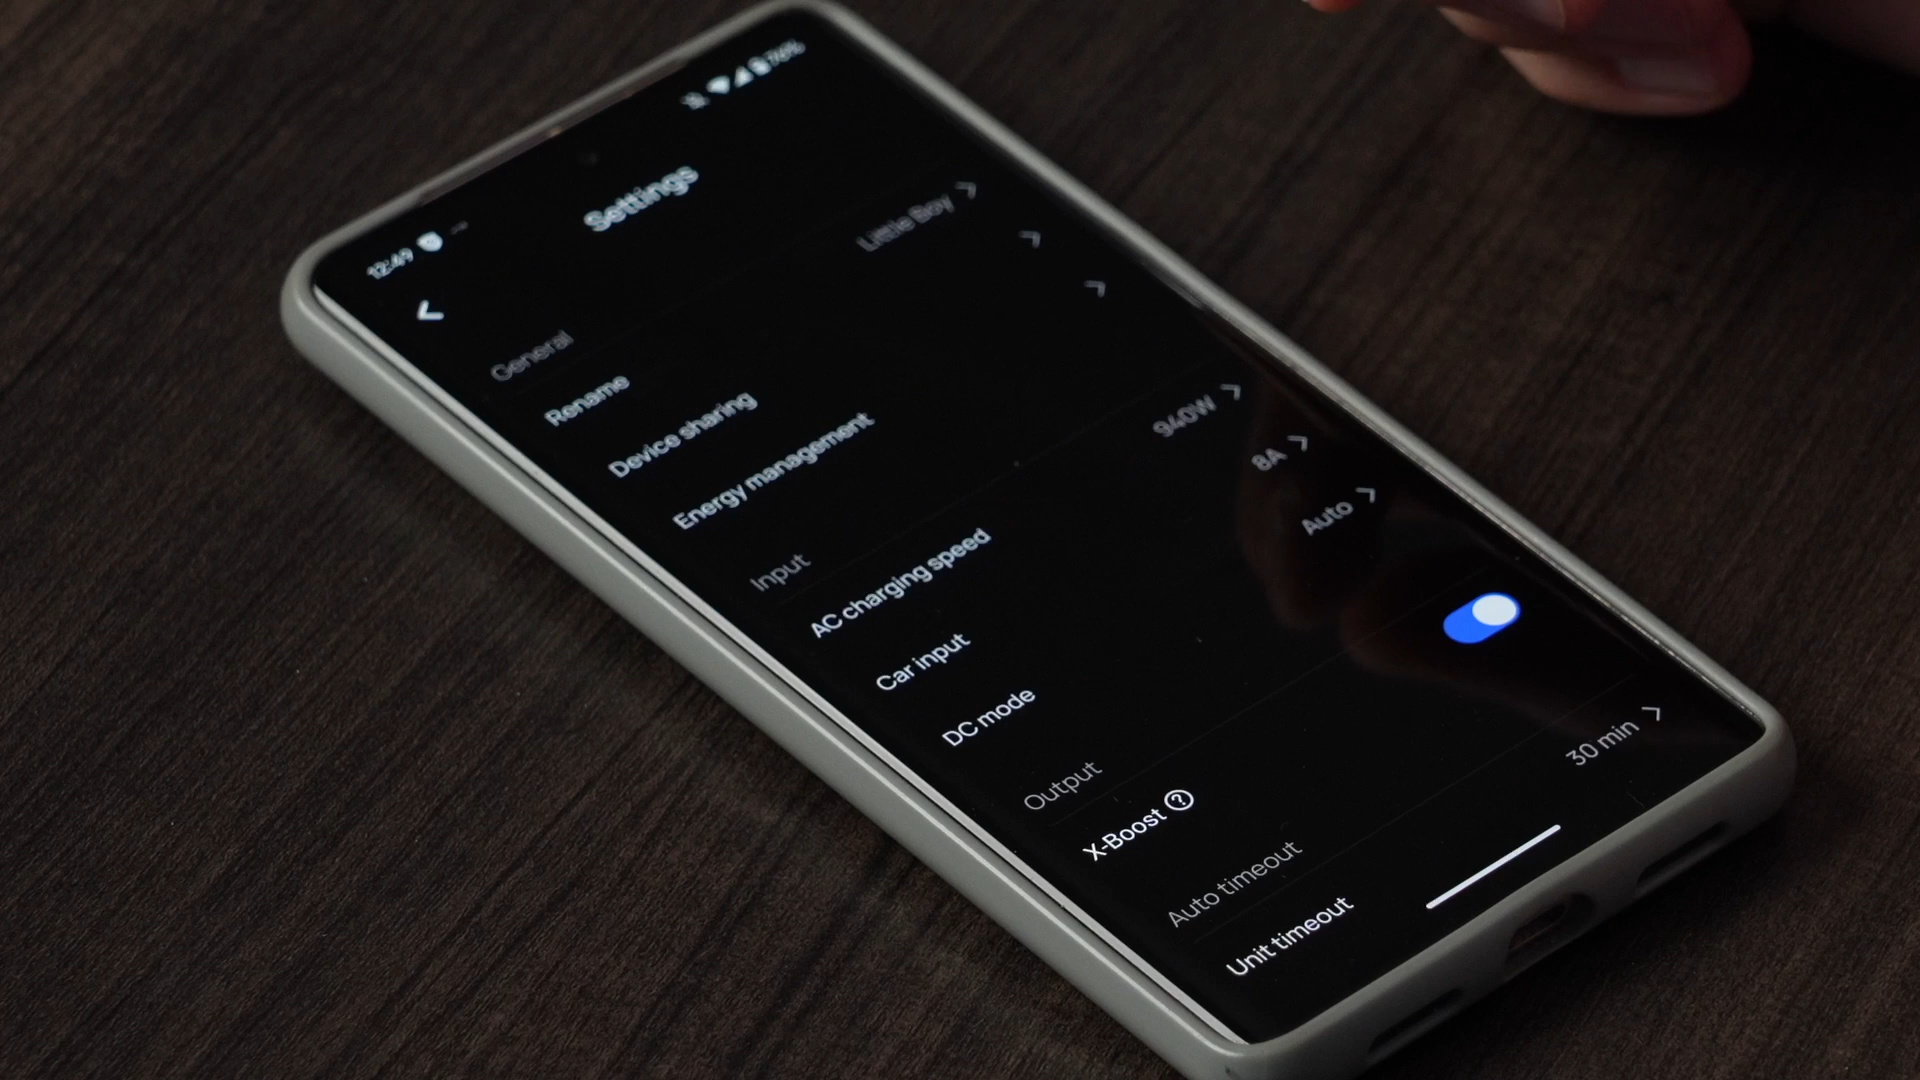 12:49
76%
Settings
General
Rename Little Boy
Device sharing
Energy management
Input
AC charging speed 940W
Car input 8A
DC mode Auto
Output
X-Boost ?
Auto timeout
Unit timeout 30 min